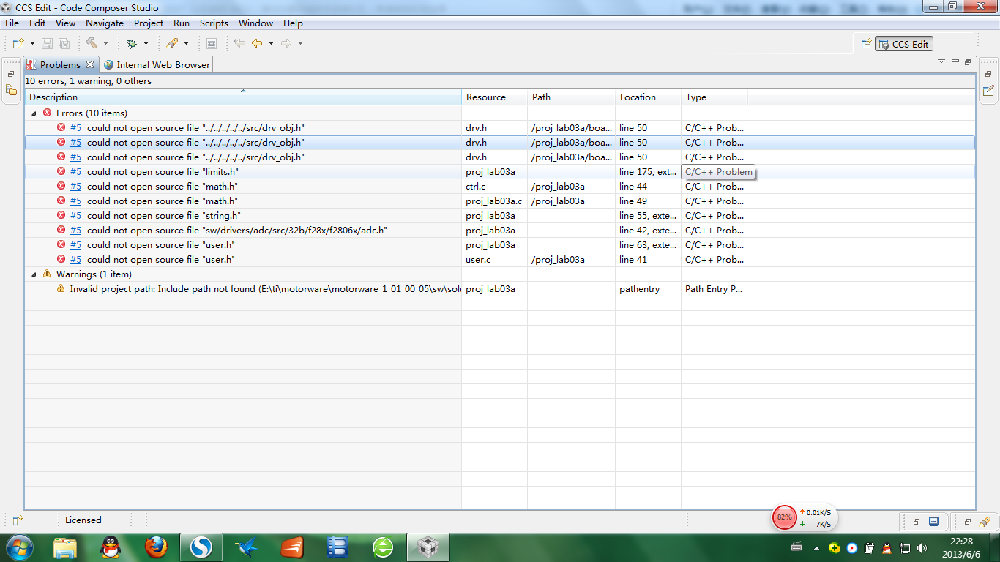 CCS Edit - Code Composer Studio
File Edit View Navigate Project Run Scripts Window Help
CCS Edit
Problems Internal Web Browser
10 errors, 1 warning, 0 others
Description Resource Path Location Type
Errors (10 items)
#5 could not open source file "../../../../../src/drv_obj.h" drv.h /proj_lab03a/boa... line 50 C/C++ Prob...
#5 could not open source file "../../../../../src/drv_obj.h" drv.h /proj_lab03a/boa... line 50 C/C++ Prob...
#5 could not open source file "../../../../../src/drv_obj.h" drv.h /proj_lab03a/boa... line 50 C/C++ Prob...
#5 could not open source file "limits.h" proj_lab03a line 175, ext... C/C++ Problem
#5 could not open source file "math.h" ctrl.c /proj_lab03a line 44 C/C++ Prob...
#5 could not open source file "math.h" proj_lab03a.c /proj_lab03a line 49 C/C++ Prob...
#5 could not open source file "string.h" proj_lab03a line 55, exte... C/C++ Prob...
#5 could not open source file "sw/drivers/adc/src/32b/f28x/f2806x/adc.h" proj_lab03a line 42, exte... C/C++ Prob...
#5 could not open source file "user.h" proj_lab03a line 63, exte... C/C++ Prob...
#5 could not open source file "user.h" user.c /proj_lab03a line 41 C/C++ Prob...
Warnings (1 item)
Invalid project path: Include path not found (E:\ti\motorware\motorware_1_01_00_05\sw\solu proj_lab03a pathentry Path Entry P...
82% 0.01K/S
7K/S
Licensed
22:28
2013/6/6